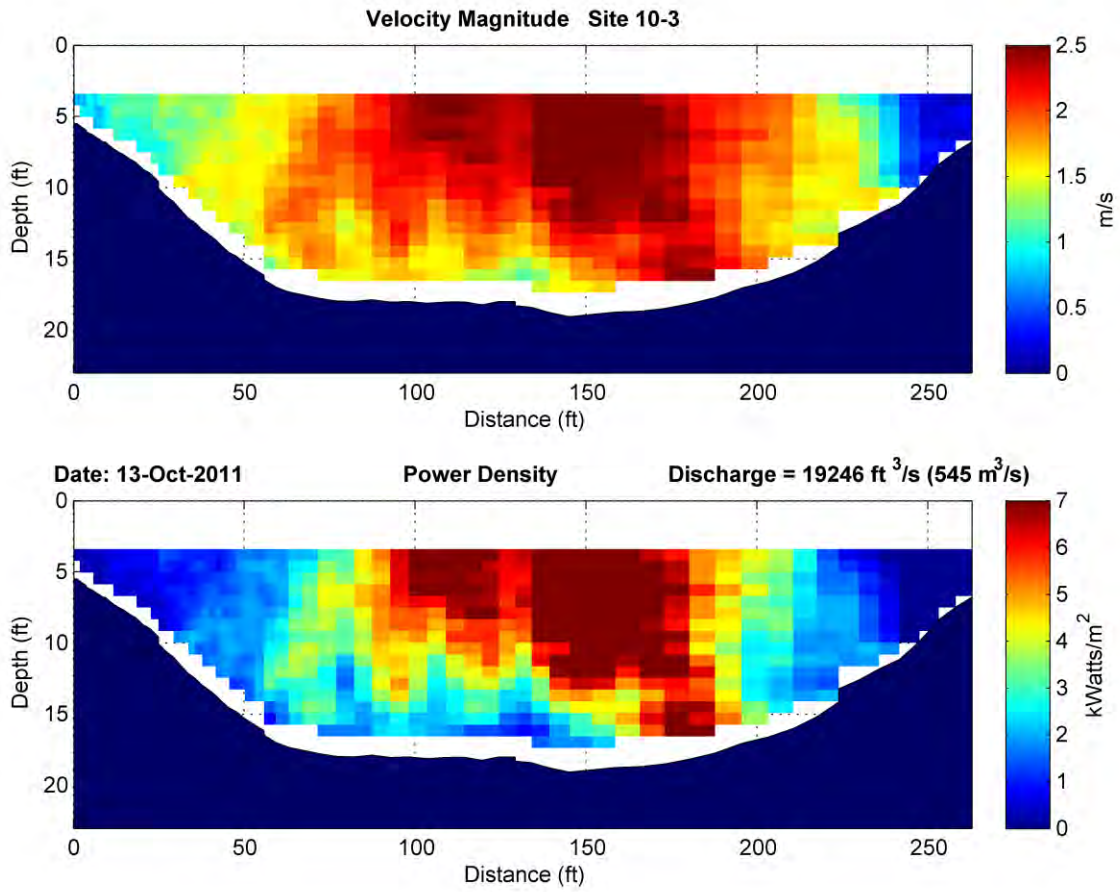 Velocity Magnitude Site 10-3
0
5
10
15
20
Depth (ft)
0 50 100 150 200 250
Distance (ft)
2.5
2
1.5
1
2.5
0
m/s
Date: 13-Oct-2011 Power Density Discharge = 19246 ft ³/s (545 m³/s)
0
5
10
15
20
Depth (ft)
0 50 100 150 200 250
Distance (ft)
7
6
5
4
3
2
1
0
kWatts/m²